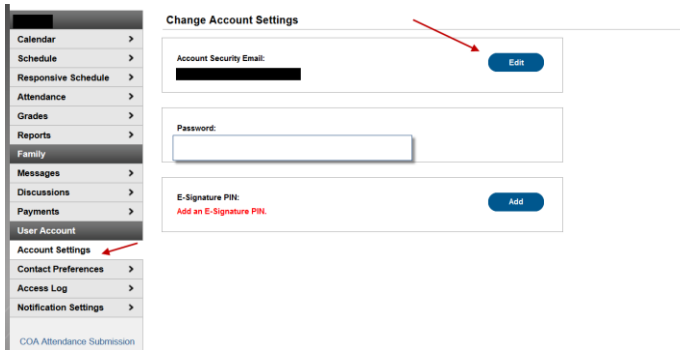 Change Account Settings
Calendar
Schedule
Responsive Schedule
Attendance
Grades
Reports
Family
Messages
Discussions
Payments
User Account
Account Settings
Contact Preferences
Access Log
Notification Settings
COA Attendance Submission
Account Security Email:
Edit
Password:
E-Signature PIN:
Add an E-Signature PIN.
Add